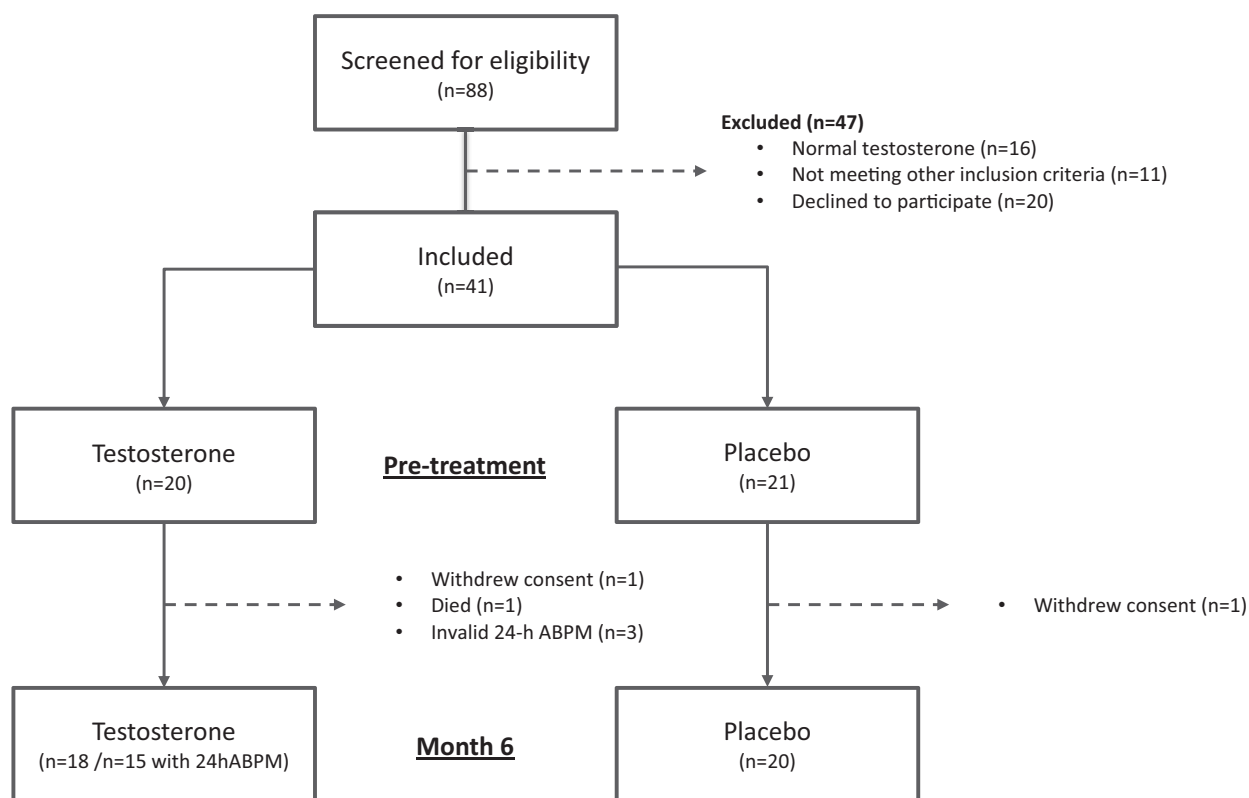 Screened for eligibility
(n=88)
Excluded (n=47)
• Normal testosterone (n=16)
• Not meeting other inclusion criteria (n=11)
• Declined to participate (n=20)
Included
(n=41)
Testosterone
(n=20)
Pre-treatment
Placebo
(n=21)
• Withdrew consent (n=1)
• Died (n=1)
• Invalid 24-h ABPM (n=3)
• Withdrew consent (n=1)
Testosterone
(n=18 /n=15 with 24hABPM)
Month 6
Placebo
(n=20)